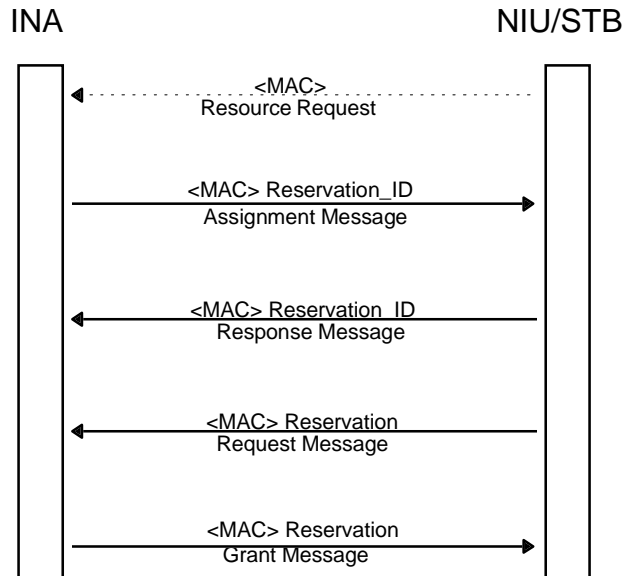 INA NIU/STB
<MAC>
Resource Request
<MAC> Reservation_ID
Assignment Message
<MAC> Reservation_ID
Response Message
<MAC> Reservation
Request Message
<MAC> Reservation
Grant Message